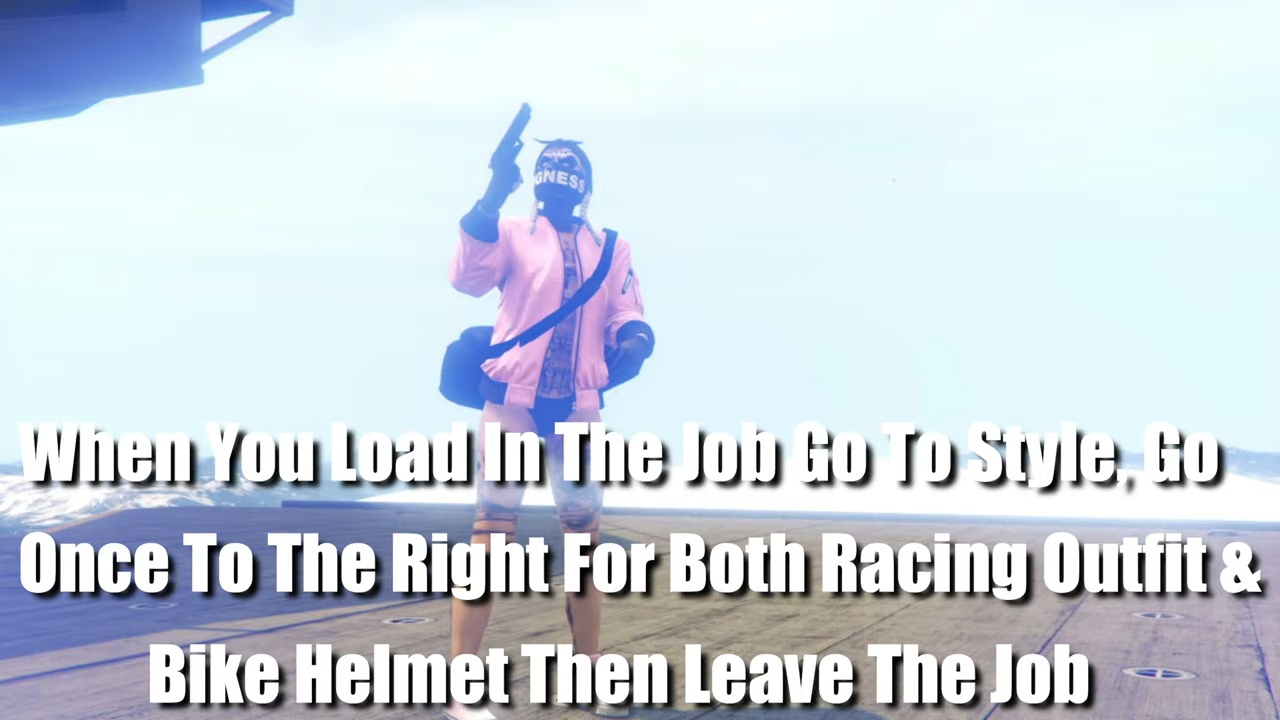 GNESS
When You Load In The Job Go To Style, Go
Once To The Right For Both Racing Outfit &
Bike Helmet Then Leave The Job